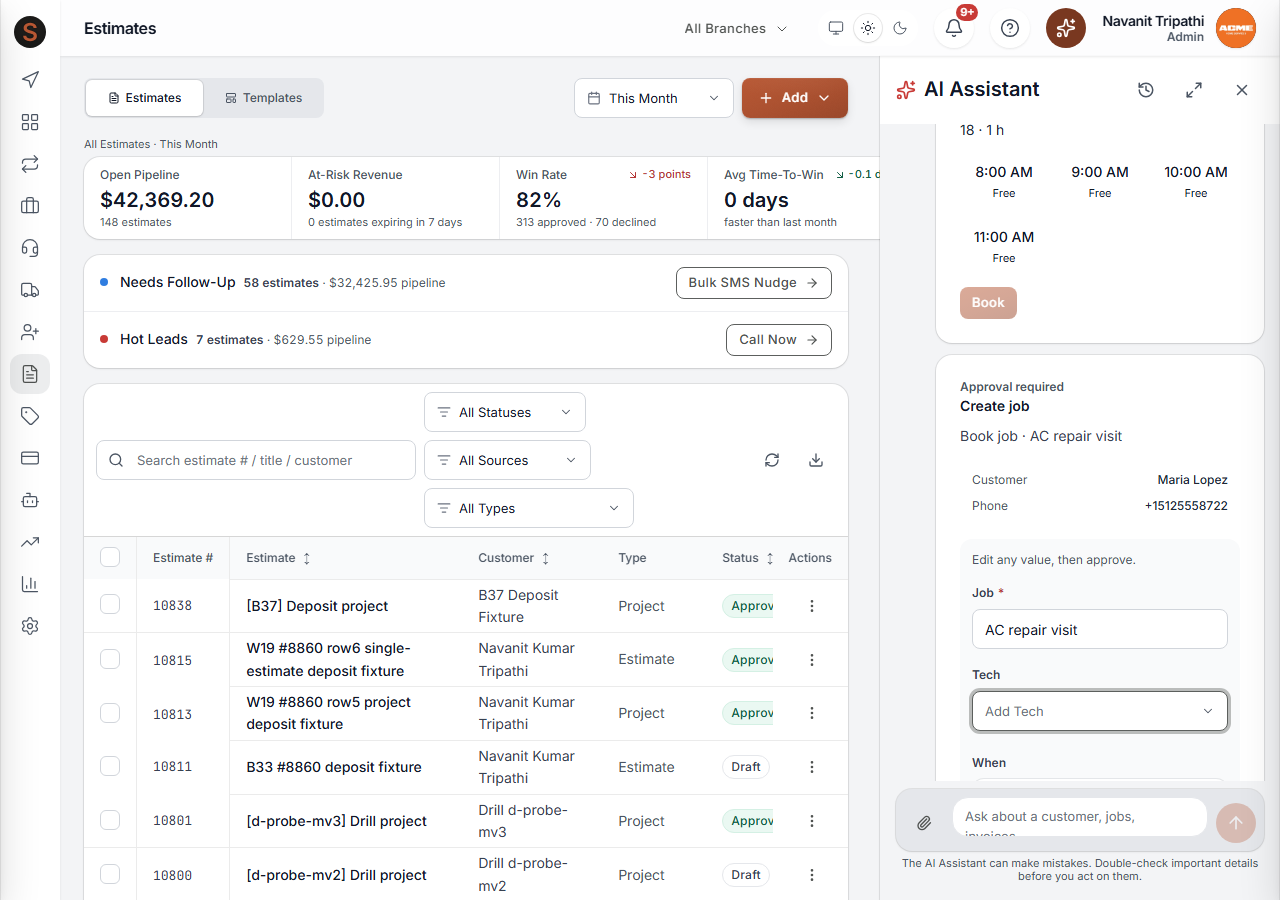 S
Estimates
All Branches
9+
Navanit Tripathi
Admin
ACME
Estimates
Templates
This Month
Add
All Estimates · This Month
Open Pipeline
$42,369.20
148 estimates
At-Risk Revenue
$0.00
0 estimates expiring in 7 days
Win Rate
-3 points
82%
313 approved · 70 declined
Avg Time-To-Win
-0.1 d
0 days
faster than last month
Needs Follow-Up 58 estimates · $32,425.95 pipeline
Bulk SMS Nudge
Hot Leads 7 estimates · $629.55 pipeline
Call Now
All Statuses
Search estimate # / title / customer
All Sources
All Types
Estimate # Estimate Customer Type Status Actions
10838 [B37] Deposit project B37 Deposit Fixture Project Approv
10815 W19 #8860 row6 single-estimate deposit fixture Navanit Kumar Tripathi Estimate Approv
10813 W19 #8860 row5 project deposit fixture Navanit Kumar Tripathi Project Approv
10811 B33 #8860 deposit fixture Navanit Kumar Tripathi Estimate Draft
10801 [d-probe-mv3] Drill project Drill d-probe-mv3 Project Approv
10800 [d-probe-mv2] Drill project Drill d-probe-mv2 Project Draft
AI Assistant
18 · 1 h
8:00 AM 9:00 AM 10:00 AM
Free Free Free
11:00 AM
Free
Book
Approval required
Create job
Book job · AC repair visit
Customer Maria Lopez
Phone +15125558722
Edit any value, then approve.
Job *
AC repair visit
Tech
Add Tech
When
Ask about a customer, jobs,
invoices
The AI Assistant can make mistakes. Double-check important details
before you act on them.